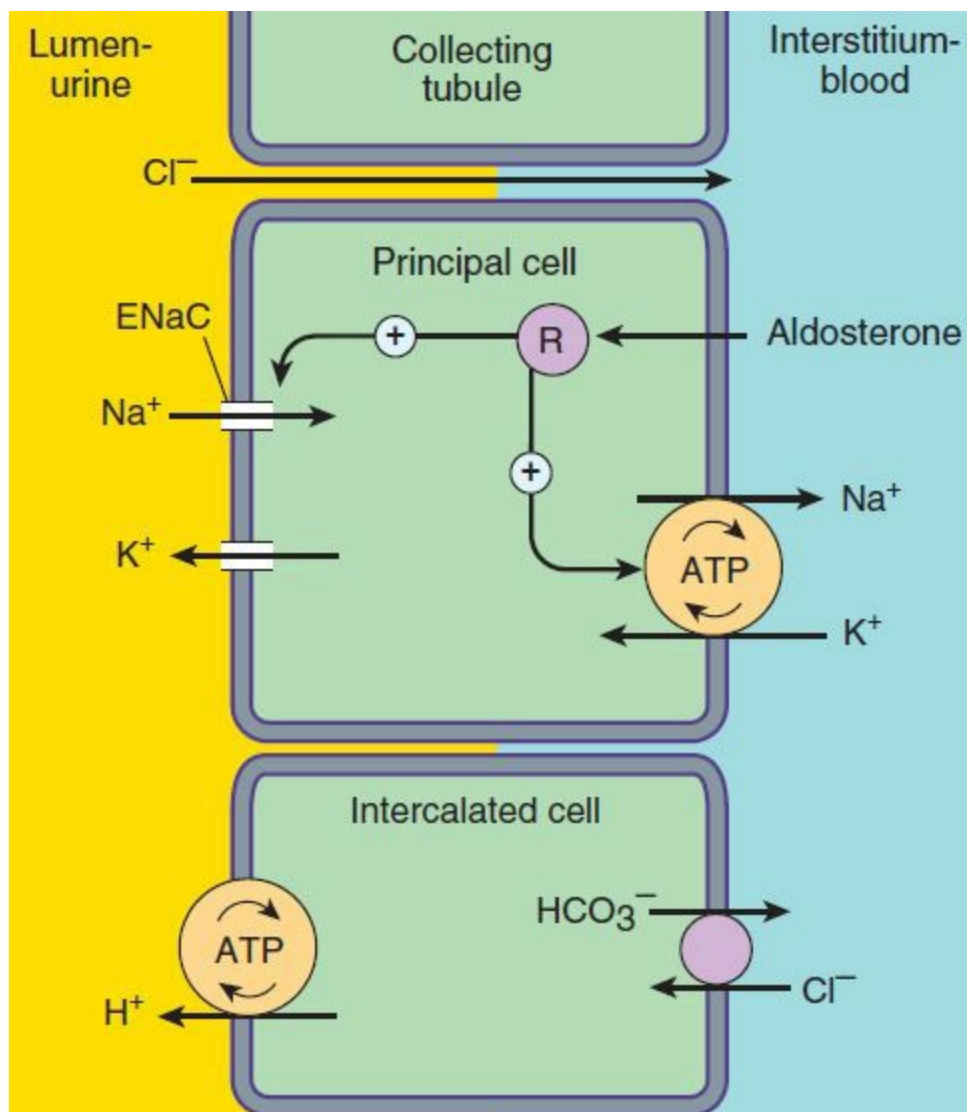 Lumen-
urine
Collecting
tubule
Interstitium-
blood
Cl⁻
Principal cell
ENaC
+
R
Aldosterone
Na⁺
+
Na⁺
K⁺
ATP
K⁺
Intercalated cell
HCO₃⁻
ATP
Cl⁻
H⁺